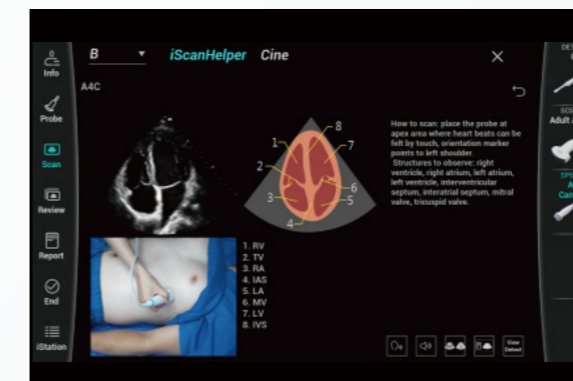 B
iScanHelper
Cine
Info
Probe
Scan
Review
Report
End
iStation
A4C
1
2
3
4
5
6
7
8
1. RV
2. TV
3. RA
4. IAS
5. LA
6. MV
7. LV
8. IVS
How to scan: place the probe at
apex area where heart beats can be
felt by touch, orientation marker
points to left shoulder.
Structures to observe: right
ventricle, right atrium, left atrium,
left ventricle, interventricular
septum, interatrial septum, mitral
valve, tricuspid valve.
View
Detect
Adult